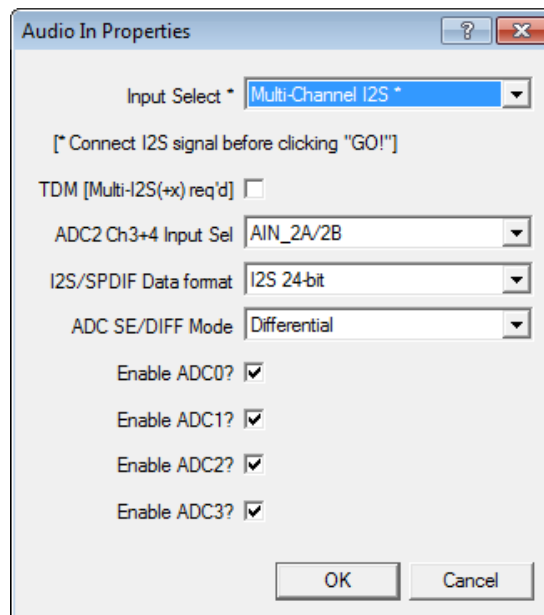 Audio In Properties
Input Select * Multi-Channel I2S *
[* Connect I2S signal before clicking "GO!"]
TDM [Multi-I2S(+x) req'd]
ADC2 Ch3+4 Input Sel AIN_2A/2B
I2S/SPDIF Data format I2S 24-bit
ADC SE/DIFF Mode Differential
Enable ADC0?
Enable ADC1?
Enable ADC2?
Enable ADC3?
OK Cancel